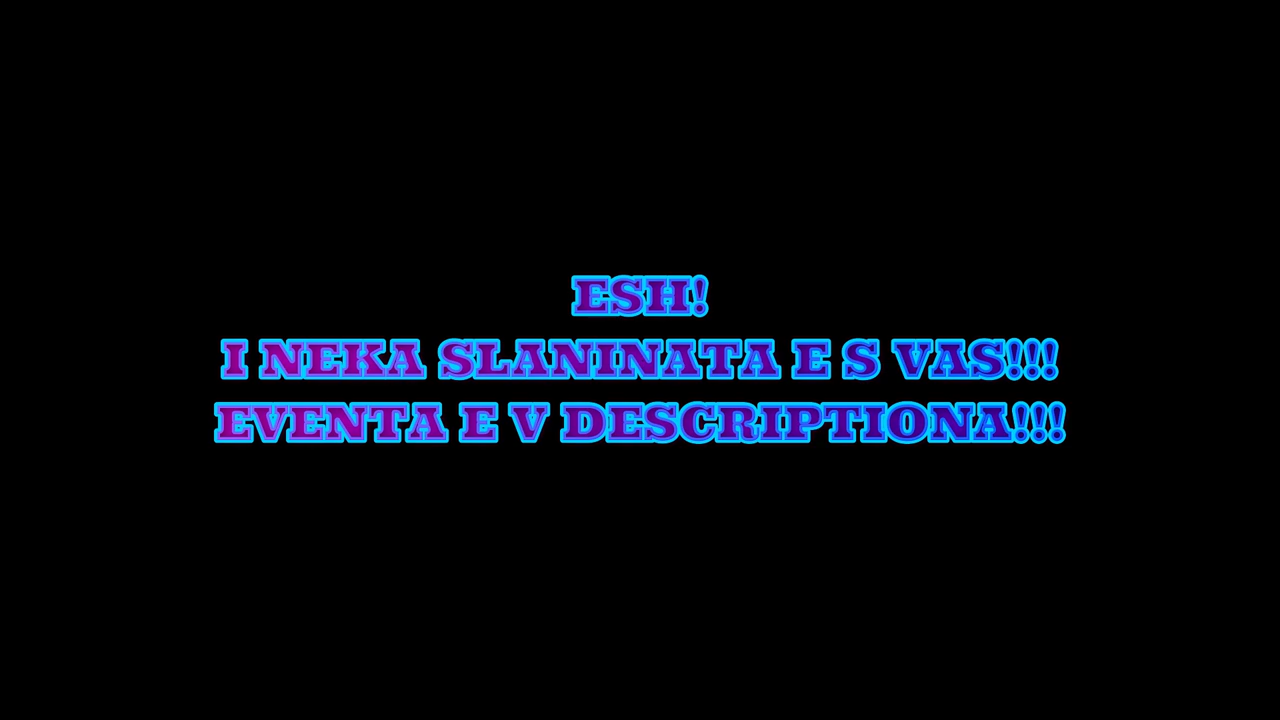 ESH!
I NEKA SLANINATA E S VAS!!!
EVENTA E V DESCRIPTIONA!!!